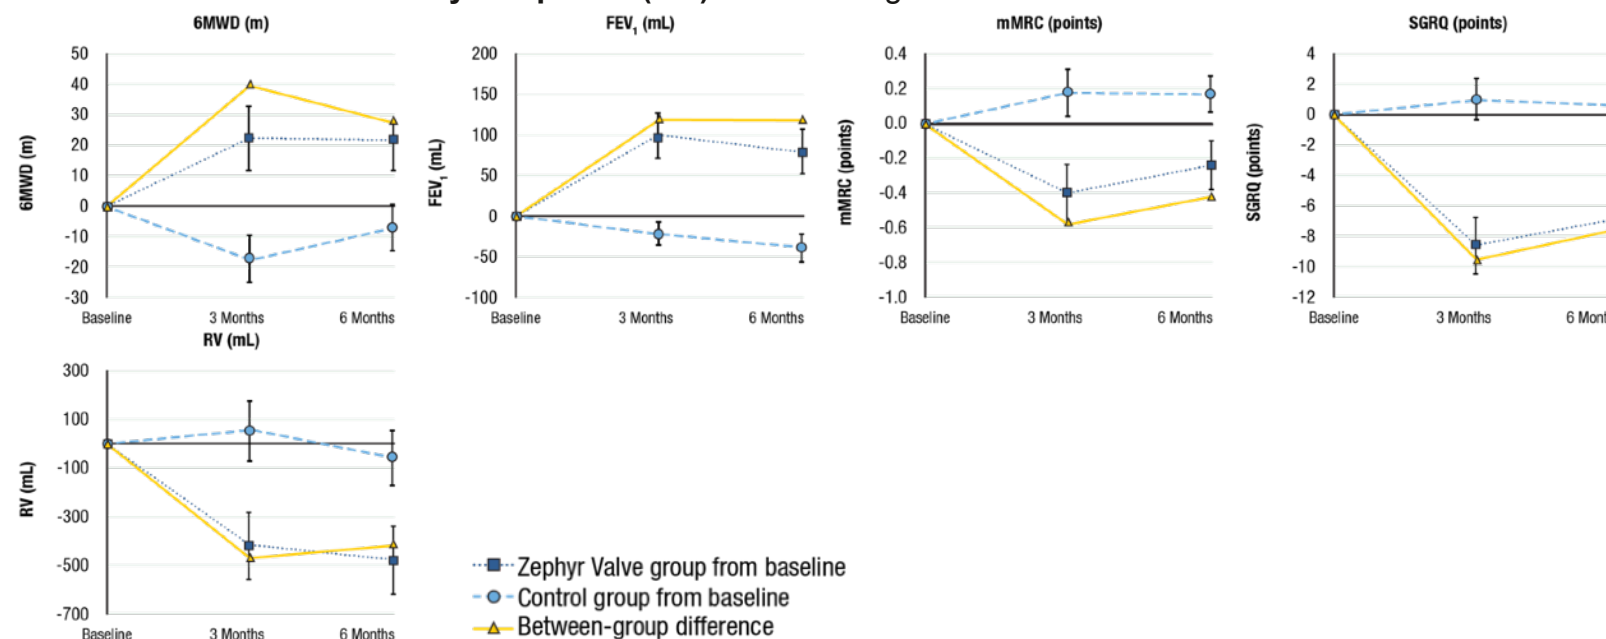 6MWD (m)
50
40
30
20
10
0
-10
-20
-30
6MWD (m)
Baseline
3 Months
6 Months
FEV1 (mL)
200
150
100
50
0
-50
-100
FEV1 (mL)
Baseline
3 Months
6 Months
mMRC (points)
0.4
0.2
0.0
-0.2
-0.4
-0.6
-0.8
-1.0
mMRC (points)
Baseline
3 Months
6 Months
SGRQ (points)
4
2
0
-2
-4
-6
-8
-10
-12
SGRQ (points)
Baseline
3 Months
6 Mont
RV (mL)
300
100
-100
-300
-500
-700
RV (mL)
Baseline
3 Months
6 Months
Zephyr Valve group from baseline
Control group from baseline
Between-group difference